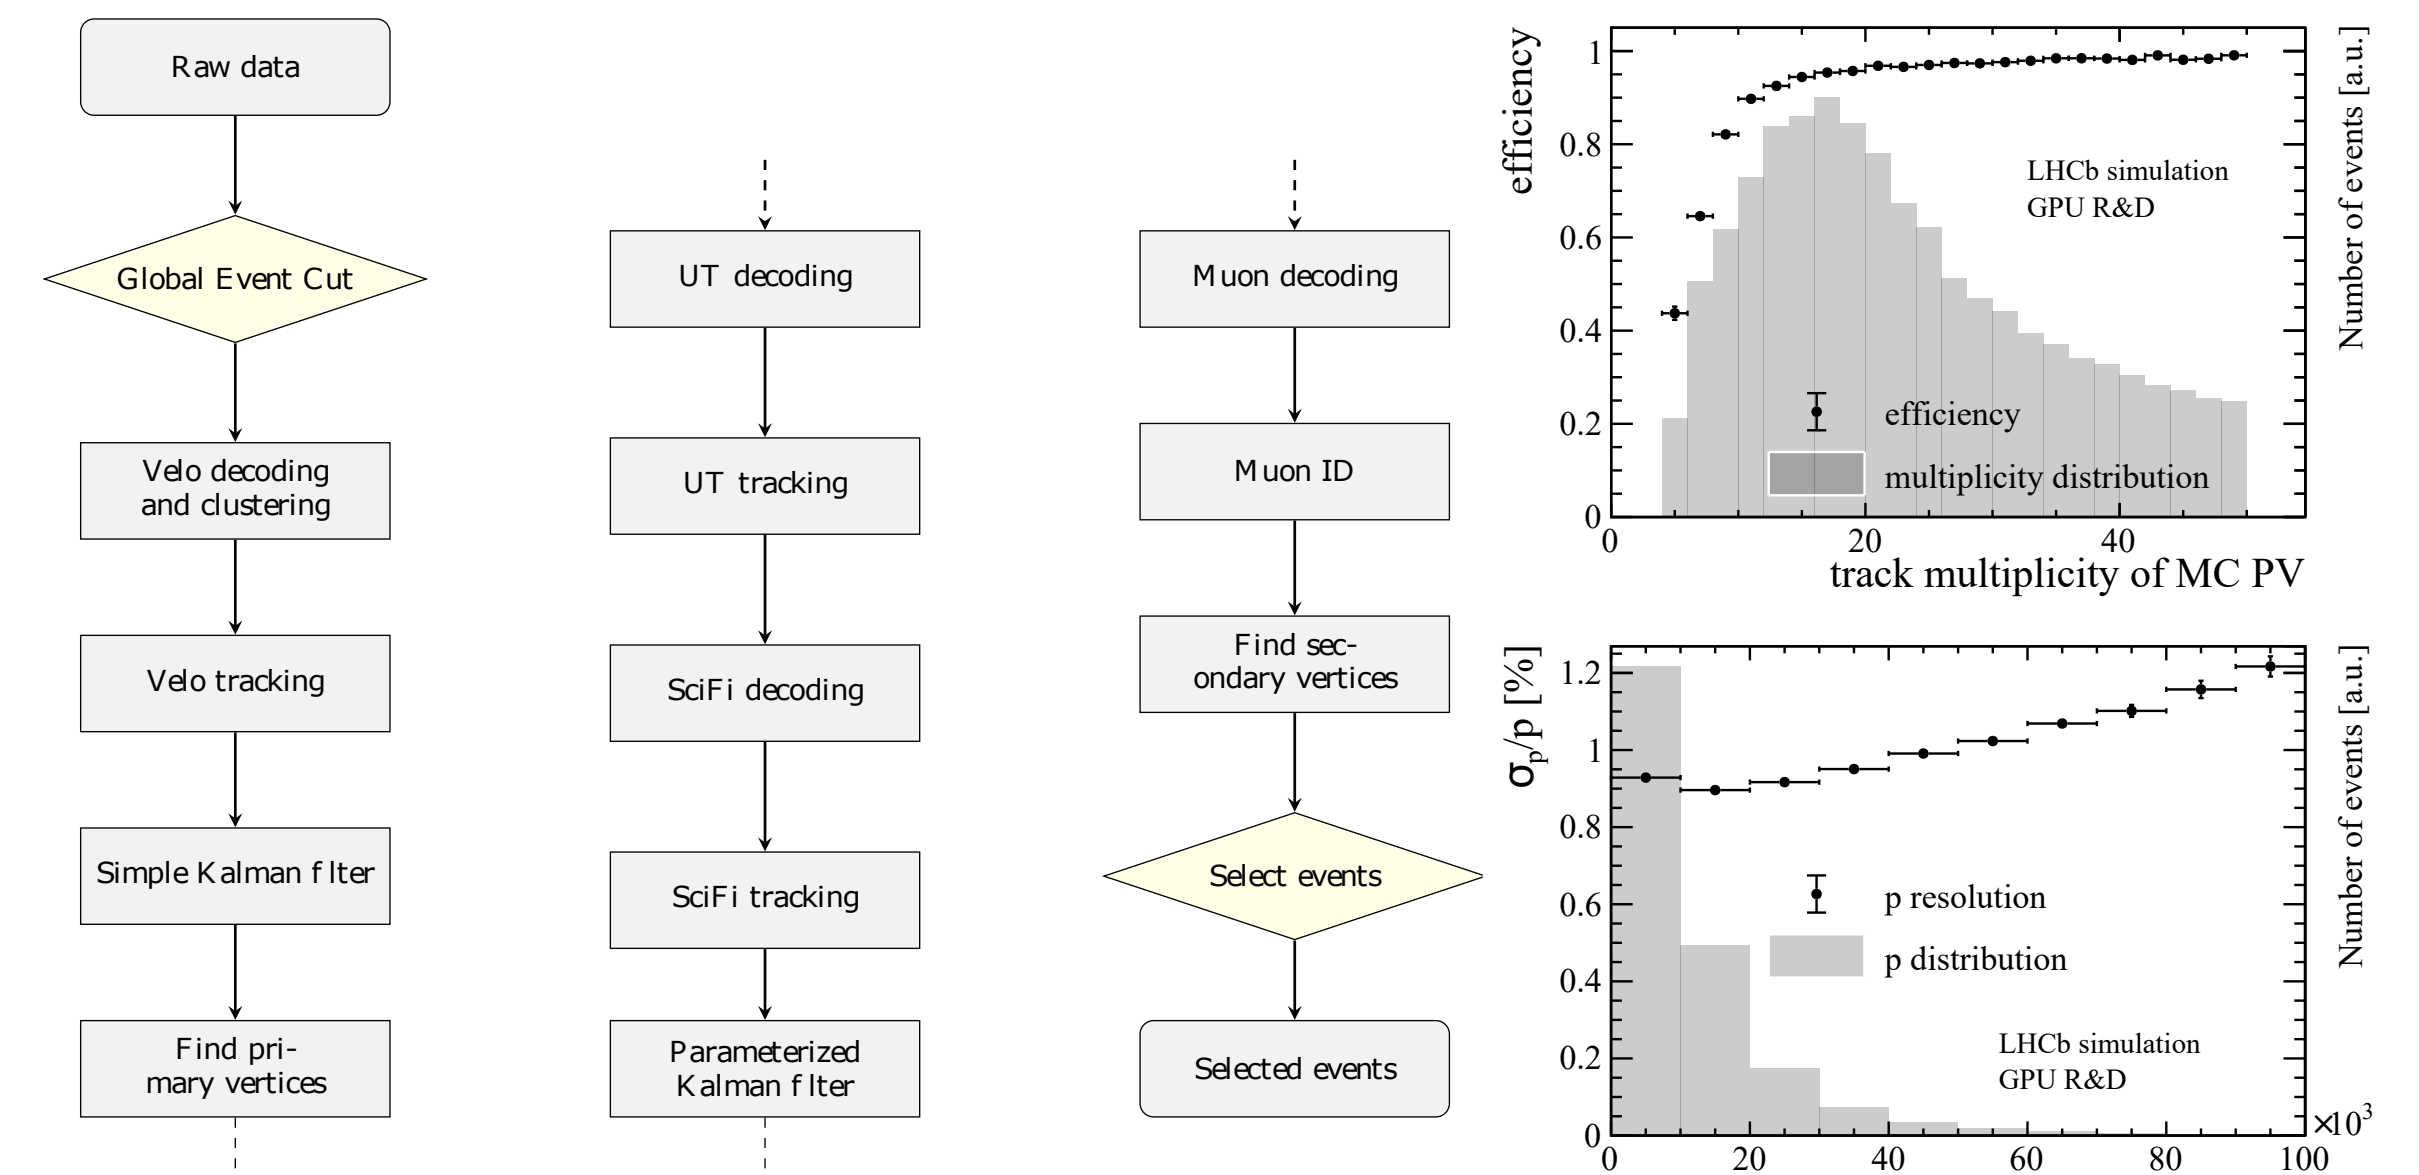 Raw data
Global Event Cut
Velo decoding
and clustering
Velo tracking
Simple Kalman flter
Find pri-
mary vertices
UT decoding
UT tracking
SciFi decoding
SciFi tracking
Parameterized
Kalman flter
Muon decoding
Muon ID
Find sec-
ondary vertices
Select events
Selected events
efficiency
1
0.8
0.6
0.4
0.2
0
0
20
40
track multiplicity of MC PV
Number of events [a.u.]
LHCb simulation
GPU R&D
efficiency
multiplicity distribution
σp/p [%]
1.2
1
0.8
0.6
0.4
0.2
0
0
20
40
60
80
100
×10³
Number of events [a.u.]
p resolution
p distribution
LHCb simulation
GPU R&D